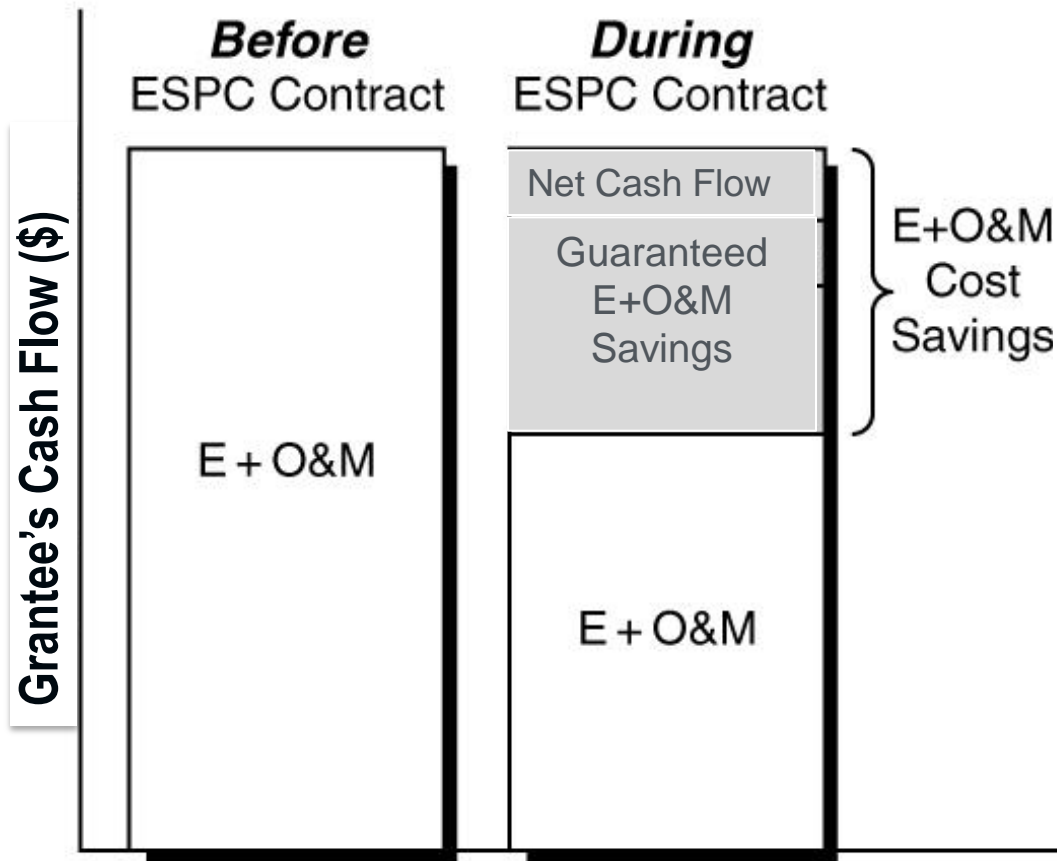 Grantee’s Cash Flow ($)
Before
ESPC Contract
E + O&M
During
ESPC Contract
Net Cash Flow
Guaranteed
E+O&M
Savings
E + O&M
E+O&M
Cost
Savings